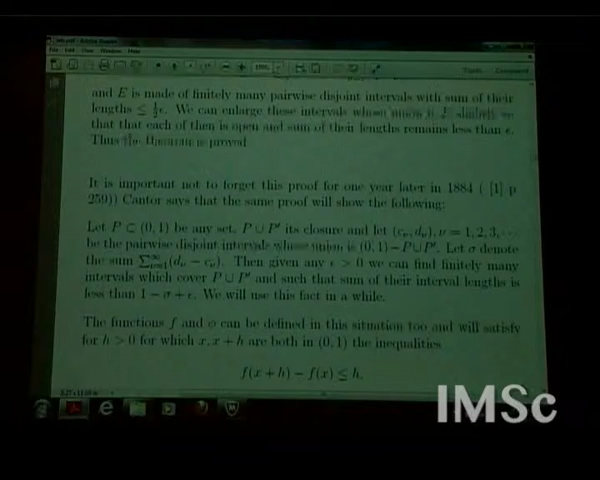 and E is made of finitely many pairwise disjoint intervals with sum of their
lengths ≤ ½ε. We can enlarge these intervals whose union is E slightly so
that that each of then is open and sum of their lengths remains less than ε.
Thus the theorem is proved
It is important not to forget this proof for one year later in 1884 ( [1] p
259)) Cantor says that the same proof will show the following:
Let P ⊂ (0, 1) be any set, P ∪ P′ its closure and let (cν, dν), ν = 1, 2, 3, ···
be the pairwise disjoint intervals whose union is (0, 1)−P∪P′. Let σ denote
the sum ∑(dν − cν). Then given any ε > 0 we can find finitely many
intervals which cover P ∪ P′ and such that sum of their interval lengths is
less than 1 − σ + ε. We will use this fact in a while.
The functions f and φ can be defined in this situation too and will satisfy
for h > 0 for which x, x + h are both in (0, 1) the inequalities
f(x + h) − f(x) ≤ h,
IMSc